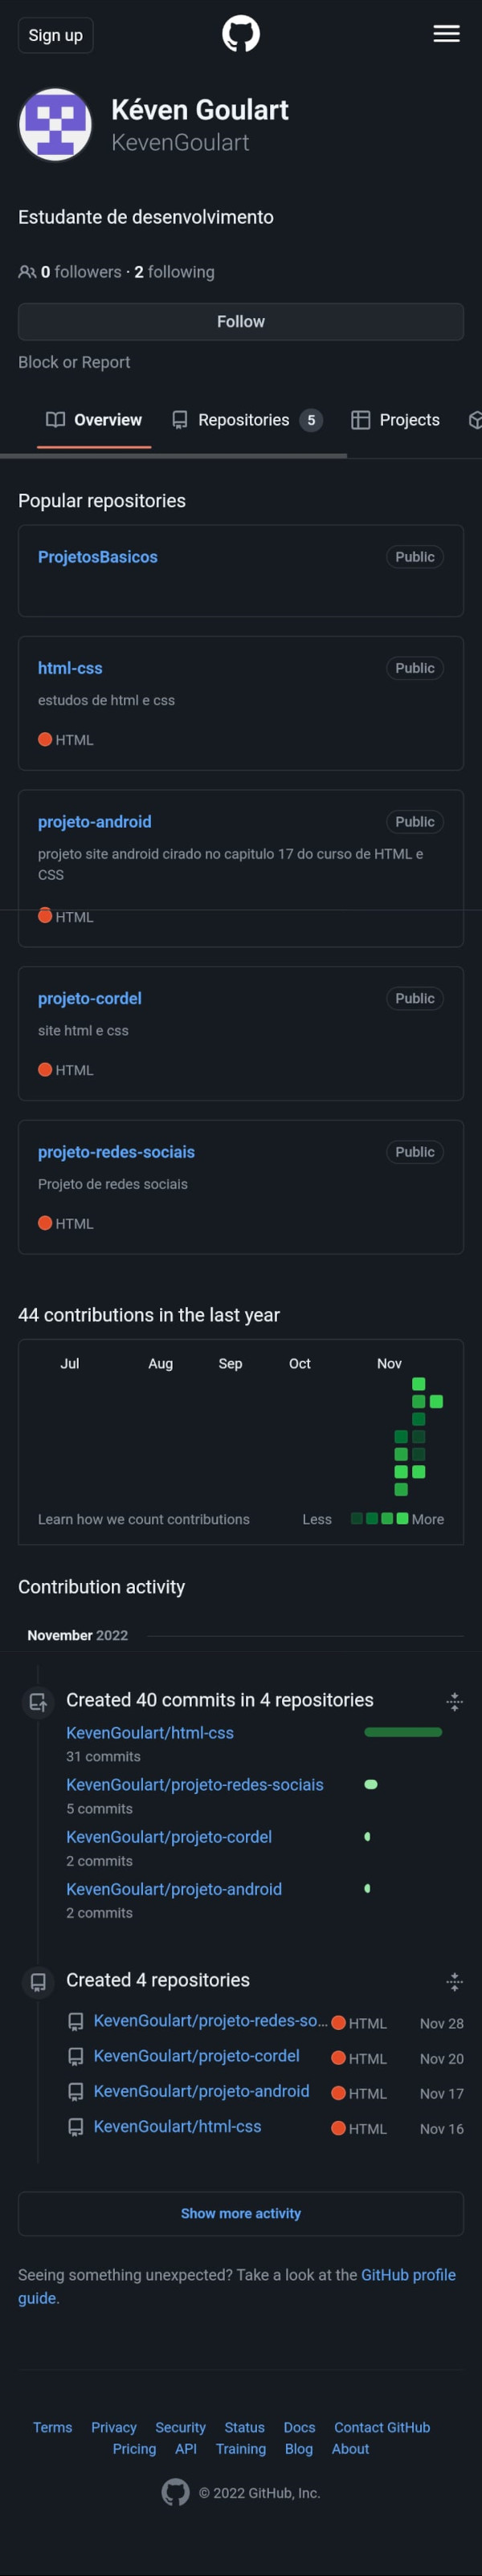 Sign up
Kéven Goulart
KevenGoulart
Estudante de desenvolvimento
0 followers · 2 following
Follow
Block or Report
Overview Repositories 5 Projects
Popular repositories
ProjetosBasicos Public
html-css Public
estudos de html e css
HTML
projeto-android Public
projeto site android cirado no capitulo 17 do curso de HTML e
CSS
HTML
projeto-cordel Public
site html e css
HTML
projeto-redes-sociais Public
Projeto de redes sociais
HTML
44 contributions in the last year
Jul Aug Sep Oct Nov
Learn how we count contributions Less More
Contribution activity
November 2022
Created 40 commits in 4 repositories
KevenGoulart/html-css
31 commits
KevenGoulart/projeto-redes-sociais
5 commits
KevenGoulart/projeto-cordel
2 commits
KevenGoulart/projeto-android
2 commits
Created 4 repositories
KevenGoulart/projeto-redes-so... HTML Nov 28
KevenGoulart/projeto-cordel HTML Nov 20
KevenGoulart/projeto-android HTML Nov 17
KevenGoulart/html-css HTML Nov 16
Show more activity
Seeing something unexpected? Take a look at the GitHub profile
guide.
Terms Privacy Security Status Docs Contact GitHub
Pricing API Training Blog About
© 2022 GitHub, Inc.